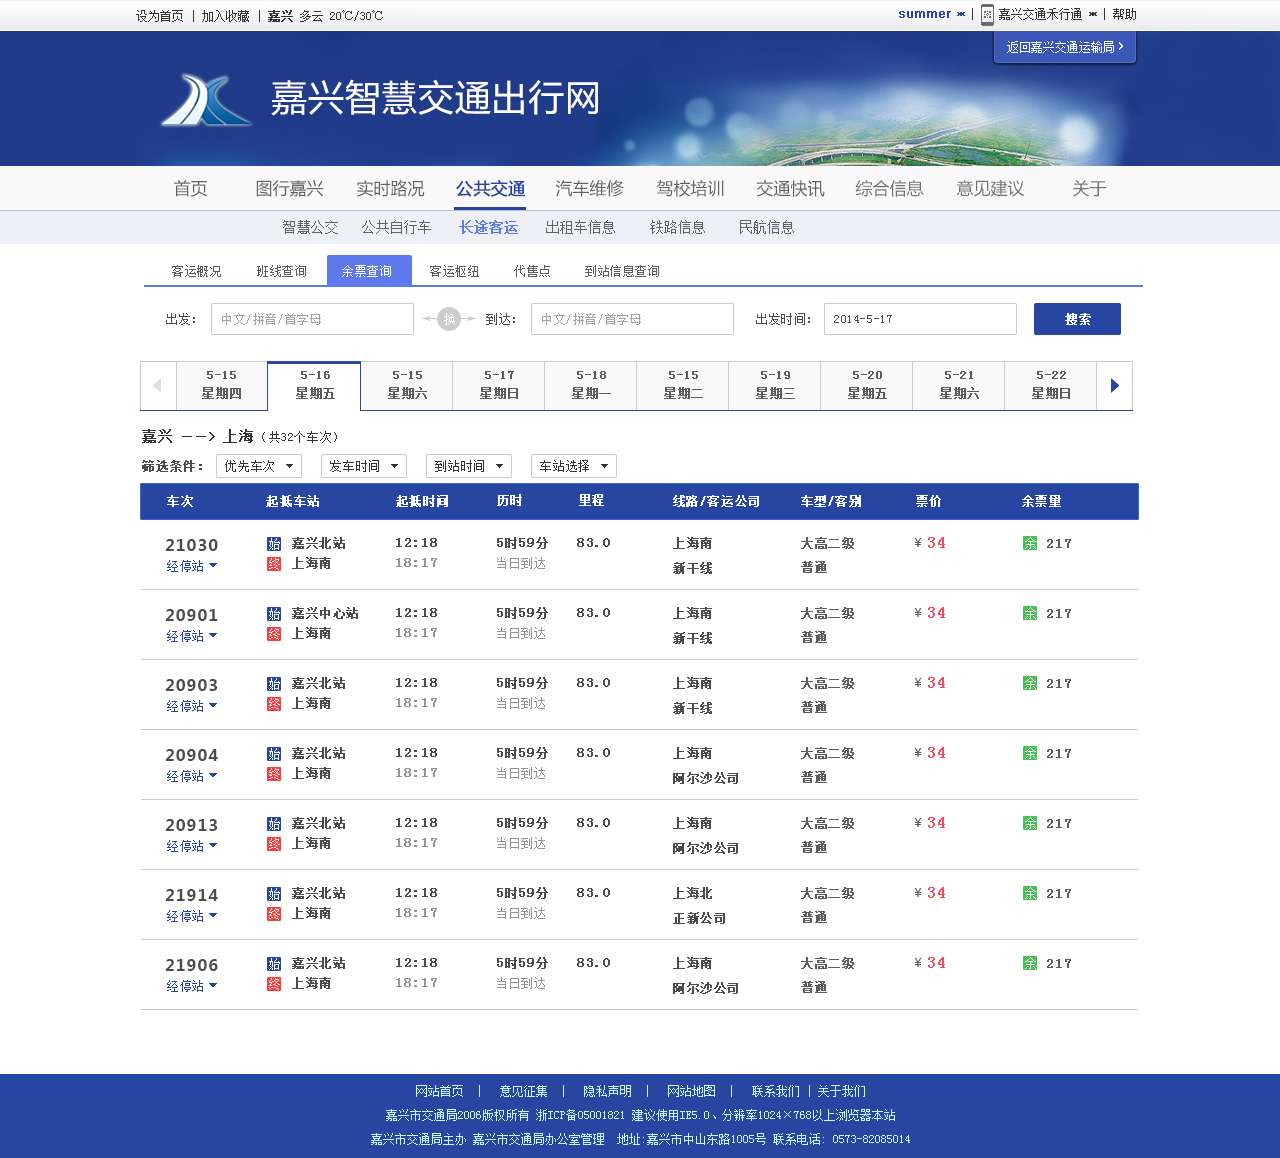 设为首页 | 加入收藏 | 嘉兴 多云 20℃/30℃
summer | 嘉兴交通禾行通 | 帮助
返回嘉兴交通运输局
嘉兴智慧交通出行网
首页 图行嘉兴 实时路况 公共交通 汽车维修 驾校培训 交通快讯 综合信息 意见建议 关于
智慧公交 公共自行车 长途客运 出租车信息 铁路信息 民航信息
客运概况 班线查询 余票查询 客运枢纽 代售点 到站信息查询
出发： 中文/拼音/首字母 换 到达： 中文/拼音/首字母 出发时间： 2014-5-17 搜索
5-15 5-16 5-15 5-17 5-18 5-15 5-19 5-20 5-21 5-22
星期四 星期五 星期六 星期日 星期一 星期二 星期三 星期五 星期六 星期日
嘉兴 --> 上海（共32个车次）
筛选条件： 优先车次 发车时间 到站时间 车站选择
车次 起抵车站 起抵时间 历时 里程 线路/客运公司 车型/客别 票价 余票量
21030 始 嘉兴北站 12:18 5时59分 83.0 上海南 大高二级 ¥ 34 余 217
经停站 终 上海南 18:17 当日到达 新干线 普通
20901 始 嘉兴中心站 12:18 5时59分 83.0 上海南 大高二级 ¥ 34 余 217
经停站 终 上海南 18:17 当日到达 新干线 普通
20903 始 嘉兴北站 12:18 5时59分 83.0 上海南 大高二级 ¥ 34 余 217
经停站 终 上海南 18:17 当日到达 新干线 普通
20904 始 嘉兴北站 12:18 5时59分 83.0 上海南 大高二级 ¥ 34 余 217
经停站 终 上海南 18:17 当日到达 阿尔沙公司 普通
20913 始 嘉兴北站 12:18 5时59分 83.0 上海南 大高二级 ¥ 34 余 217
经停站 终 上海南 18:17 当日到达 阿尔沙公司 普通
21914 始 嘉兴北站 12:18 5时59分 83.0 上海北 大高二级 ¥ 34 余 217
经停站 终 上海南 18:17 当日到达 正新公司 普通
21906 始 嘉兴北站 12:18 5时59分 83.0 上海南 大高二级 ¥ 34 余 217
经停站 终 上海南 18:17 当日到达 阿尔沙公司 普通
网站首页 | 意见征集 | 隐私声明 | 网站地图 | 联系我们 | 关于我们
嘉兴市交通局2006版权所有 浙ICP备05001821 建议使用IE5.0、分辨率1024×768以上浏览器本站
嘉兴市交通局主办 嘉兴市交通局办公室管理 地址:嘉兴市中山东路1005号 联系电话: 0573-82085014